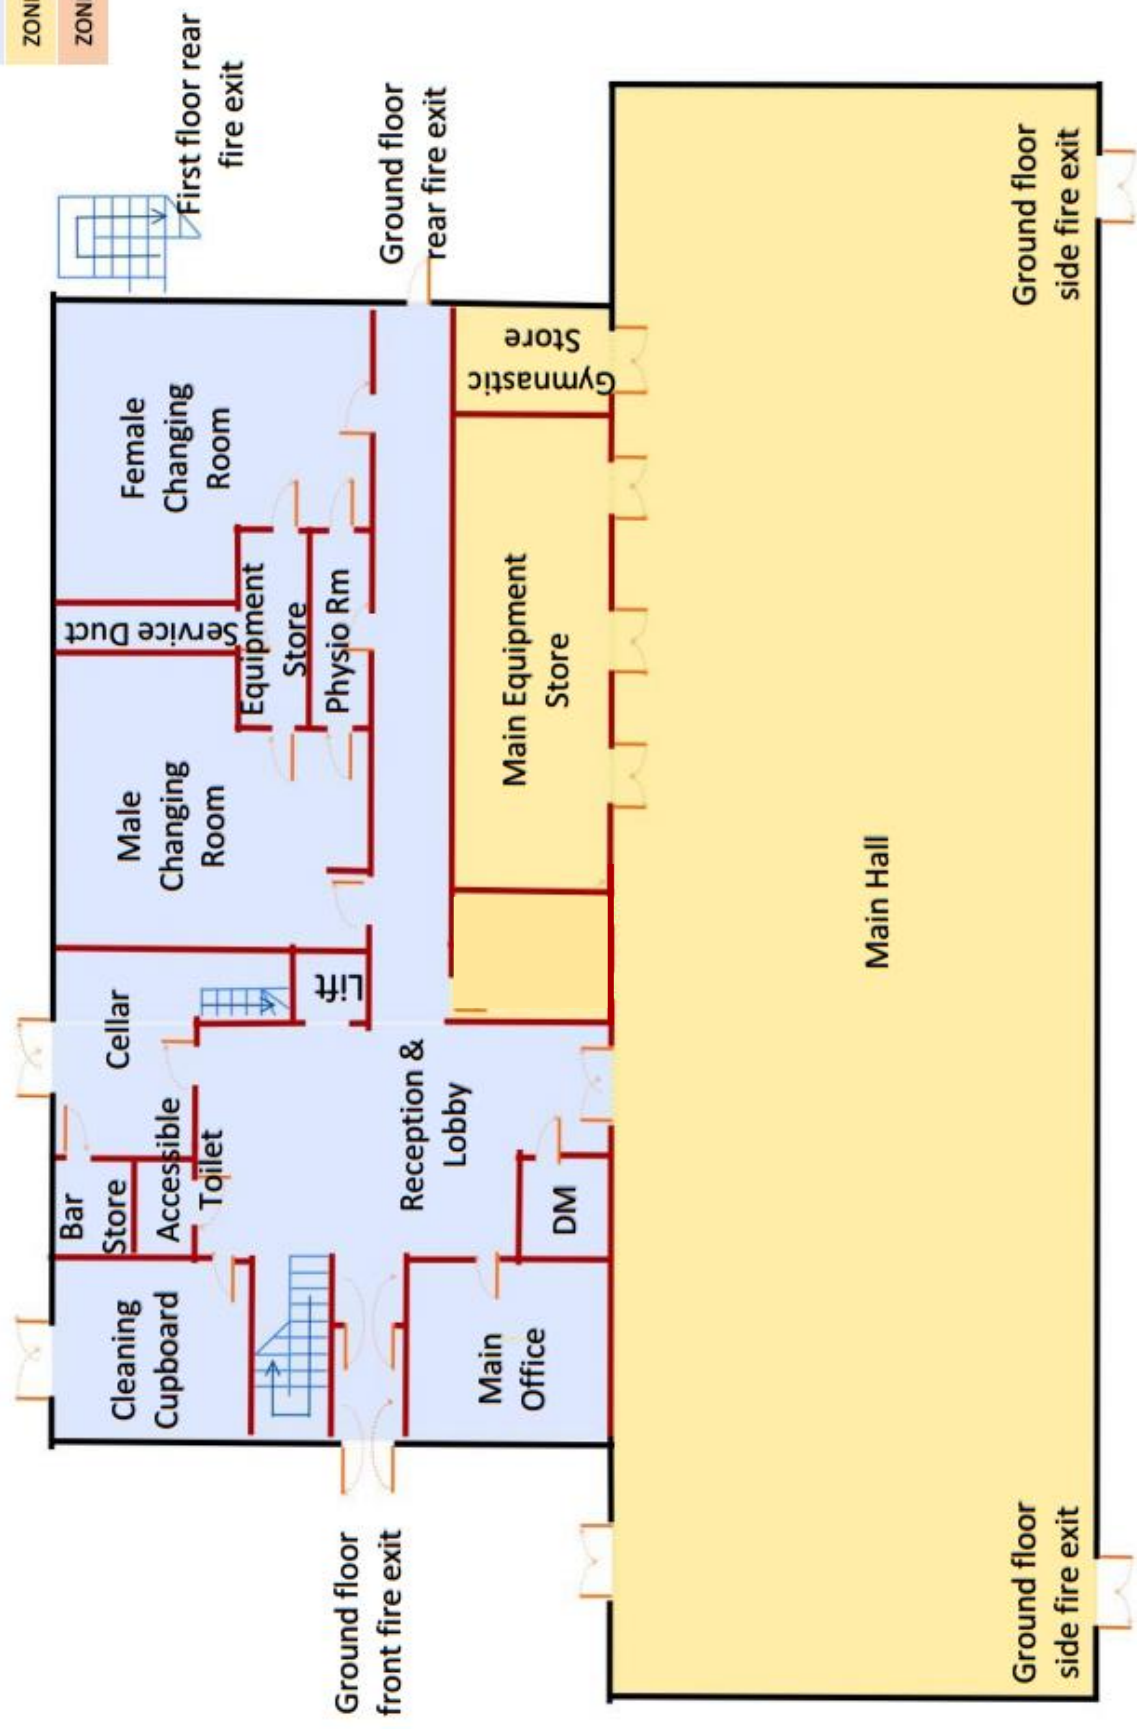 ZONE
ZONE
Cleaning
Cupboard
Bar
Store
Accessible
Toilet
Cellar
Lift
Male
Changing
Room
Service Duct
Equipment
Store
Physio Rm
Female
Changing
Room
First floor rear
fire exit
Ground floor
front fire exit
Reception &
Lobby
Ground floor
rear fire exit
Main
Office
DM
Main Equipment
Store
Gymnastic
Store
Main Hall
Ground floor
side fire exit
Ground floor
side fire exit